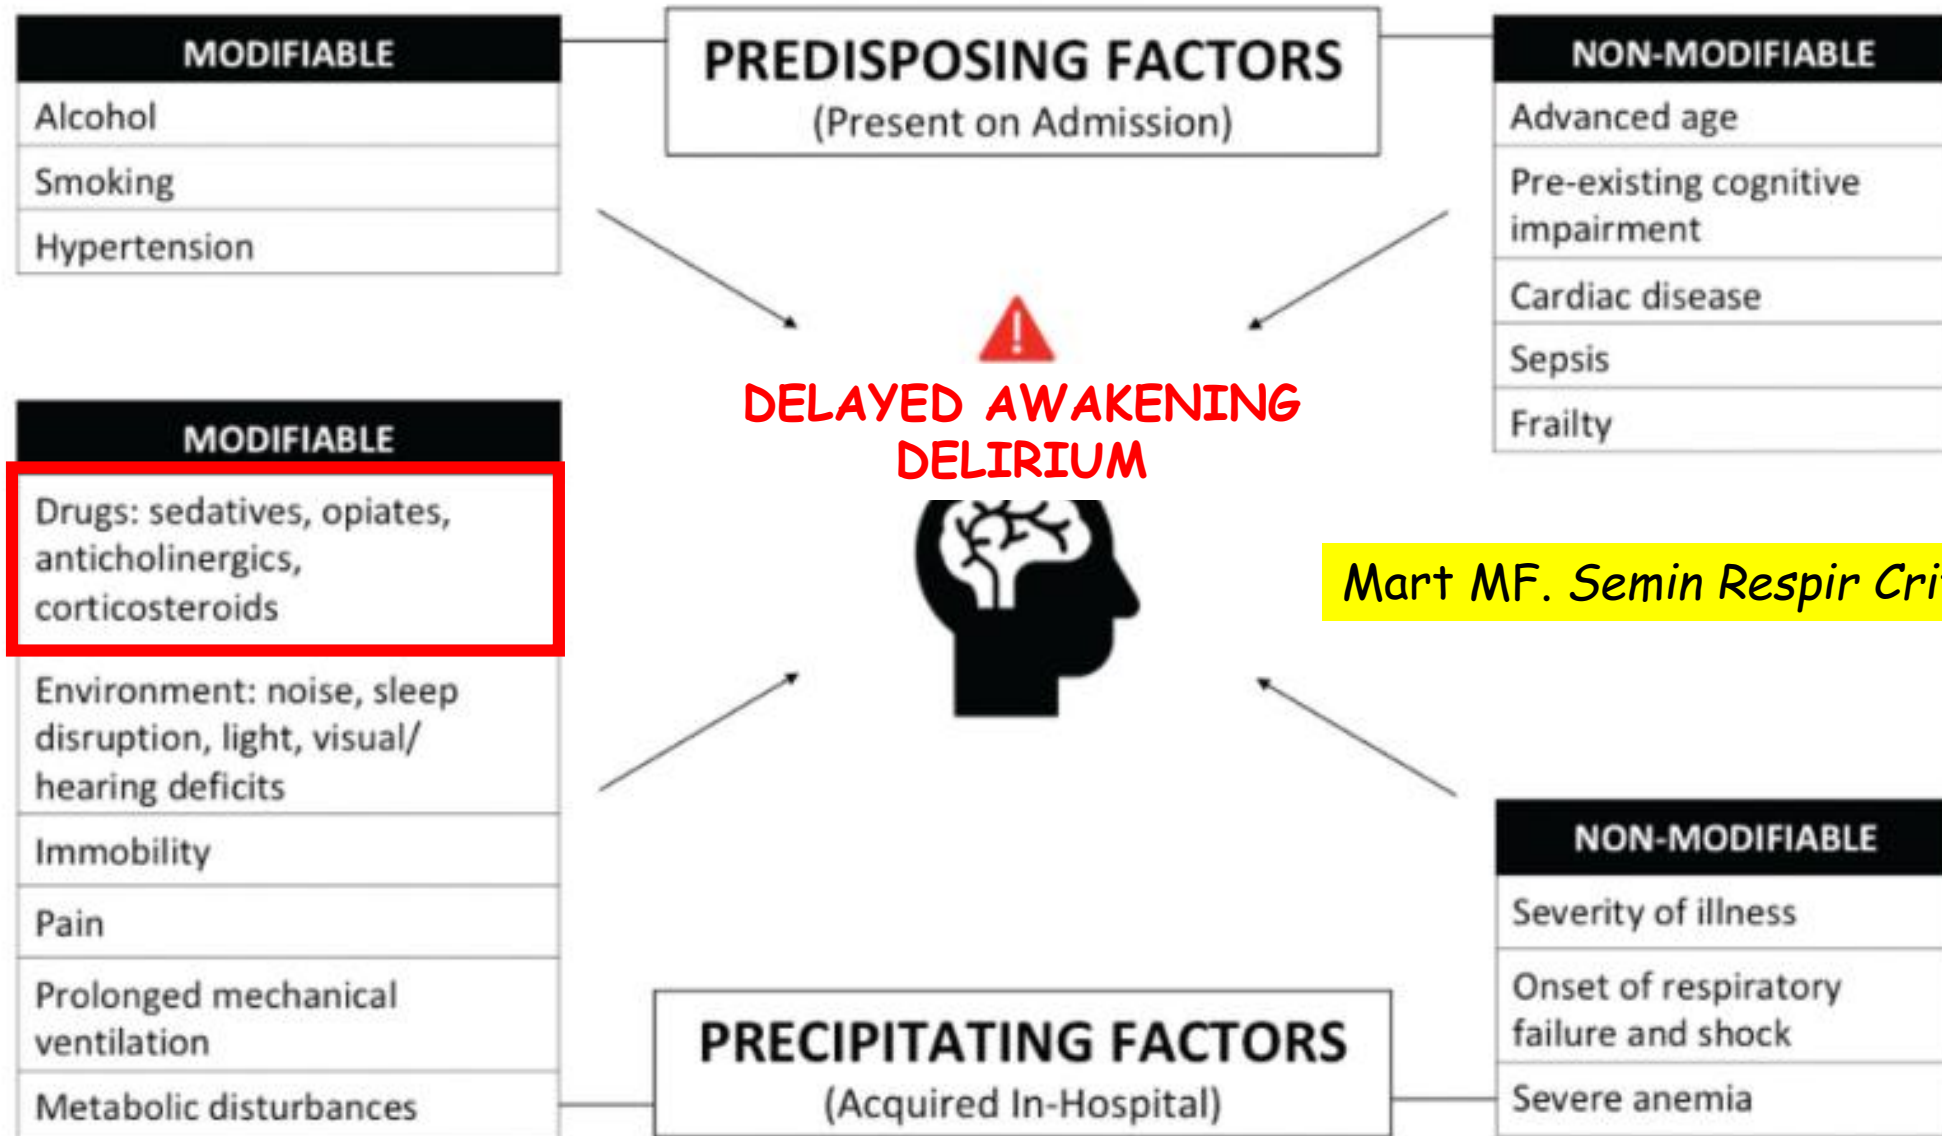 MODIFIABLE
Alcohol
Smoking
Hypertension
PREDISPOSING FACTORS
(Present on Admission)
NON-MODIFIABLE
Advanced age
Pre-existing cognitive
impairment
Cardiac disease
Sepsis
Frailty
DELAYED AWAKENING
DELIRIUM
MODIFIABLE
Drugs: sedatives, opiates,
anticholinergics,
corticosteroids
Environment: noise, sleep
disruption, light, visual/
hearing deficits
Immobility
Pain
Prolonged mechanical
ventilation
Metabolic disturbances
Mart MF. Semin Respir
PRECIPITATING FACTORS
(Acquired In-Hospital)
NON-MODIFIABLE
Severity of illness
Onset of respiratory
failure and shock
Severe anemia